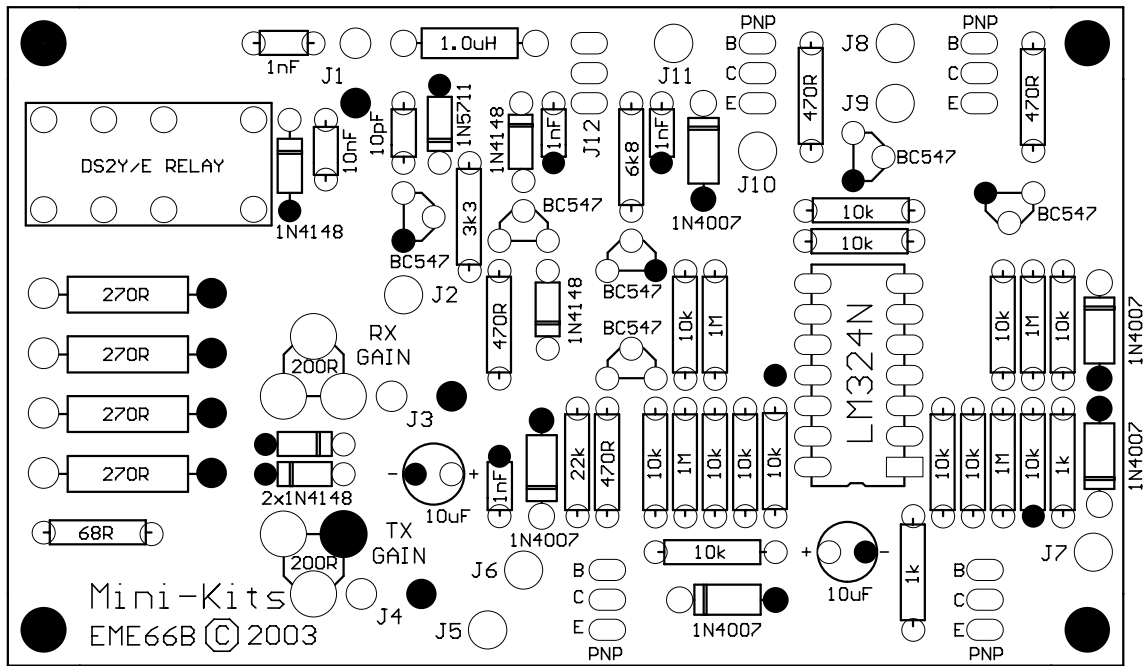 PNP
B
C
E
PNP
B
C
E
1nF
J1
1.0uH
J11
J8
J9
470R
470R
1N5711
10pF
10nF
1N4148
1nF
J12
6k8
1nF
J10
DS2Y/E RELAY
1N4148
BC547
3k3
BC547
1N4007
BC547
BC547
10k
10k
BC547
270R
J2
470R
1N4148
BC547
10k
1M
LM324N
10k
1M
10k
1N4007
270R
RX
GAIN
200R
J3
270R
270R
2x1N4148
-
+
10uF
1nF
1N4007
22k
470R
10k
1M
10k
10k
10k
10k
10k
1M
10k
1k
1N4007
68R
TX
GAIN
200R
J6
10k
+
-
10uF
1k
J7
Mini-Kits
EME66B © 2003
J4
J5
B
C
E
PNP
1N4007